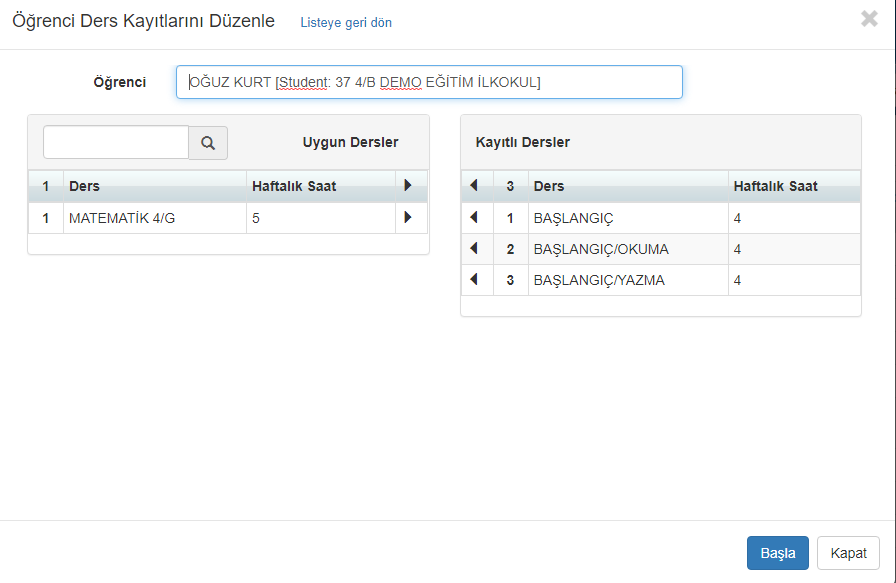 Öğrenci Ders Kayıtlarını Düzenle Listeye geri dön
Öğrenci OĞUZ KURT [Student: 37 4/B DEMO EĞİTİM İLKOKUL]
Uygun Dersler
1 Ders Haftalık Saat
1 MATEMATİK 4/G 5
Kayıtlı Dersler
3 Ders Haftalık Saat
1 BAŞLANGIÇ 4
2 BAŞLANGIÇ/OKUMA 4
3 BAŞLANGIÇ/YAZMA 4
Başla Kapat